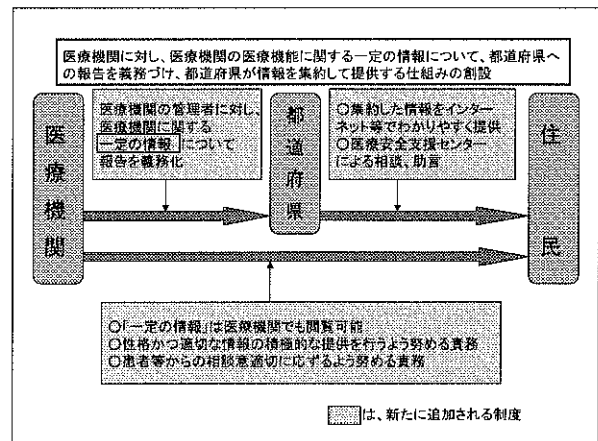 医療機関に対し、医療機関の医療機能に関する一定の情報について、都道府県へ
の報告を義務づけ、都道府県が情報を集約して提供する仕組みの創設
医療機関
医療機関の管理者に対し、
医療機関に関する
一定の情報 について
報告を義務化
都道府県
○集約した情報をインター
ネット等でわかりやすく提供
○医療安全支援センター
による相談、助言
住民
○「一定の情報」は医療機関でも閲覧可能
○性格かつ適切な情報の積極的な提供を行うよう努める責務
○患者等からの相談意適切に応ずるよう努める責務
は、新たに追加される制度